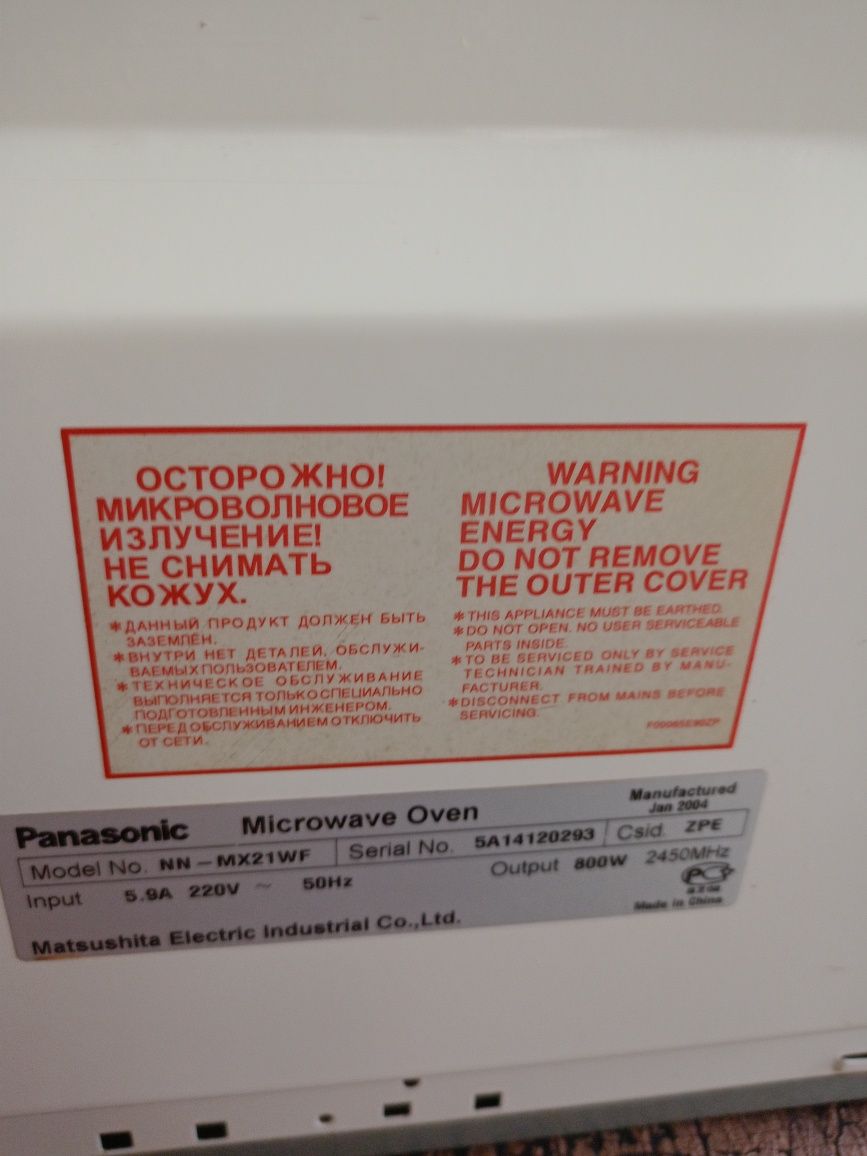 ОСТОРОЖНО!
МИКРОВОЛНОВОЕ
ИЗЛУЧЕНИЕ!
НЕ СНИМАТЬ
КОЖУХ.
*ДАННЫЙ ПРОДУКТ ДОЛЖЕН БЫТЬ
ЗАЗЕМЛЁН.
*ВНУТРИ НЕТ ДЕТАЛЕЙ, ОБСЛУЖИ-
ВАЕМЫХ ПОЛЬЗОВАТЕЛЕМ.
*ТЕХНИЧЕСКОЕ ОБСЛУЖИВАНИЕ
ВЫПОЛНЯЕТСЯ ТОЛЬКО СПЕЦИАЛЬНО
ПОДГОТОВЛЕННЫМ ИНЖЕНЕРОМ.
*ПЕРЕД ОБСЛУЖИВАНИЕМ ОТКЛЮЧИТЬ
ОТ СЕТИ.
WARNING
MICROWAVE
ENERGY
DO NOT REMOVE
THE OUTER COVER
*THIS APPLIANCE MUST BE EARTHED.
*DO NOT OPEN. NO USER SERVICEABLE
PARTS INSIDE.
*TO BE SERVICED ONLY BY SERVICE
TECHNICIAN TRAINED BY MANU-
FACTURER.
*DISCONNECT FROM MAINS BEFORE
SERVICING.
Panasonic Microwave Oven
Manufactured
Jan 2004
Model No. NN-MX21WF Serial No. 5A14120293 Csid. ZPE
Input 5.9A 220V ~ 50Hz Output 800W 2450MHz
Matsushita Electric Industrial Co.,Ltd.
Made in China